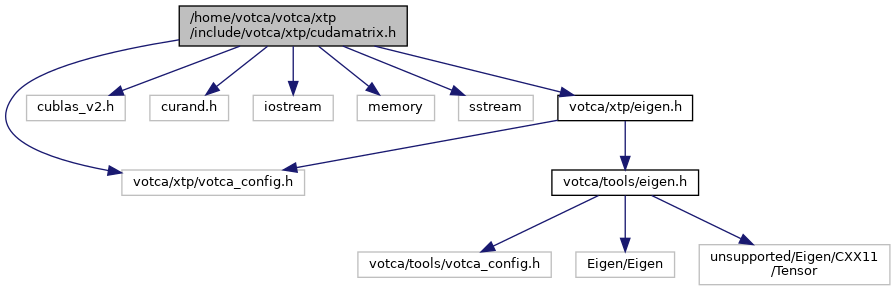 /home/votca/votca/xtp
/include/votca/xtp/cudamatrix.h
cublas_v2.h
curand.h
iostream
memory
sstream
votca/xtp/eigen.h
votca/xtp/votca_config.h
votca/tools/eigen.h
votca/tools/votca_config.h
Eigen/Eigen
unsupported/Eigen/CXX11
/Tensor